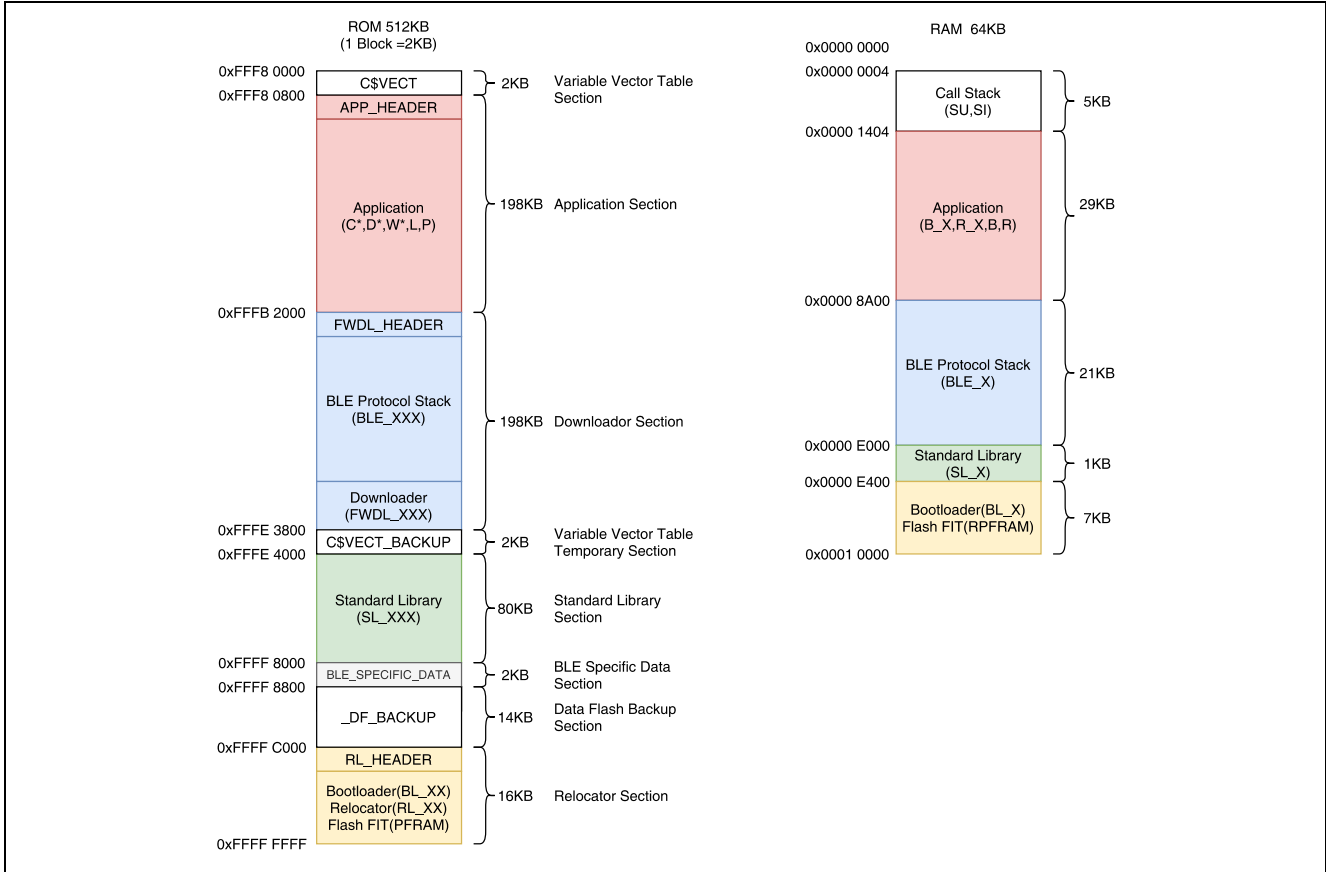 ROM 512KB
(1 Block =2KB)
0xFFF8 0000
C$VECT
2KB
Variable Vector Table
Section
0xFFF8 0800
APP_HEADER
Application
(C*,D*,W*,L,P)
198KB
Application Section
0xFFFB 2000
FWDL_HEADER
BLE Protocol Stack
(BLE_XXX)
198KB
Downloador Section
Downloader
(FWDL_XXX)
0xFFFE 3800
C$VECT_BACKUP
2KB
Variable Vector Table
Temporary Section
0xFFFE 4000
Standard Library
(SL_XXX)
80KB
Standard Library
Section
0xFFFF 8000
BLE_SPECIFIC_DATA
2KB
BLE Specific Data
Section
0xFFFF 8800
_DF_BACKUP
14KB
Data Flash Backup
Section
0xFFFF C000
RL_HEADER
Bootloader(BL_XX)
Relocator(RL_XX)
Flash FIT(PFRAM)
16KB
Relocator Section
0xFFFF FFFF
RAM 64KB
0x0000 0000
0x0000 0004
Call Stack
(SU,SI)
5KB
0x0000 1404
Application
(B_X,R_X,B,R)
29KB
0x0000 8A00
BLE Protocol Stack
(BLE_X)
21KB
0x0000 E000
Standard Library
(SL_X)
1KB
0x0000 E400
Bootloader(BL_X)
Flash FIT(RPFRAM)
7KB
0x0001 0000